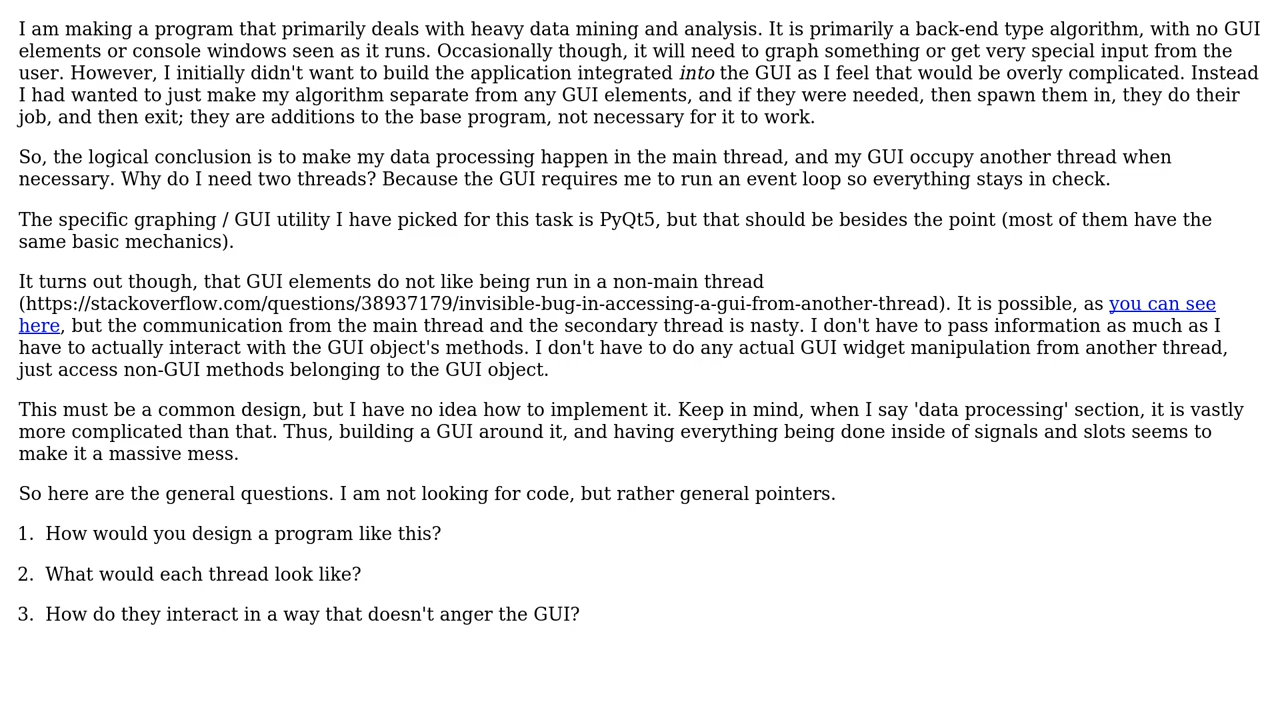 I am making a program that primarily deals with heavy data mining and analysis. It is primarily a back-end type algorithm, with no GUI
elements or console windows seen as it runs. Occasionally though, it will need to graph something or get very special input from the
user. However, I initially didn't want to build the application integrated into the GUI as I feel that would be overly complicated. Instead
I had wanted to just make my algorithm separate from any GUI elements, and if they were needed, then spawn them in, they do their
job, and then exit; they are additions to the base program, not necessary for it to work.
So, the logical conclusion is to make my data processing happen in the main thread, and my GUI occupy another thread when
necessary. Why do I need two threads? Because the GUI requires me to run an event loop so everything stays in check.
The specific graphing / GUI utility I have picked for this task is PyQt5, but that should be besides the point (most of them have the
same basic mechanics).
It turns out though, that GUI elements do not like being run in a non-main thread
(https://stackoverflow.com/questions/38937179/invisible-bug-in-accessing-a-gui-from-another-thread). It is possible, as you can see
here, but the communication from the main thread and the secondary thread is nasty. I don't have to pass information as much as I
have to actually interact with the GUI object's methods. I don't have to do any actual GUI widget manipulation from another thread,
just access non-GUI methods belonging to the GUI object.
This must be a common design, but I have no idea how to implement it. Keep in mind, when I say 'data processing' section, it is vastly
more complicated than that. Thus, building a GUI around it, and having everything being done inside of signals and slots seems to
make it a massive mess.
So here are the general questions. I am not looking for code, but rather general pointers.
1. How would you design a program like this?
2. What would each thread look like?
3. How do they interact in a way that doesn't anger the GUI?